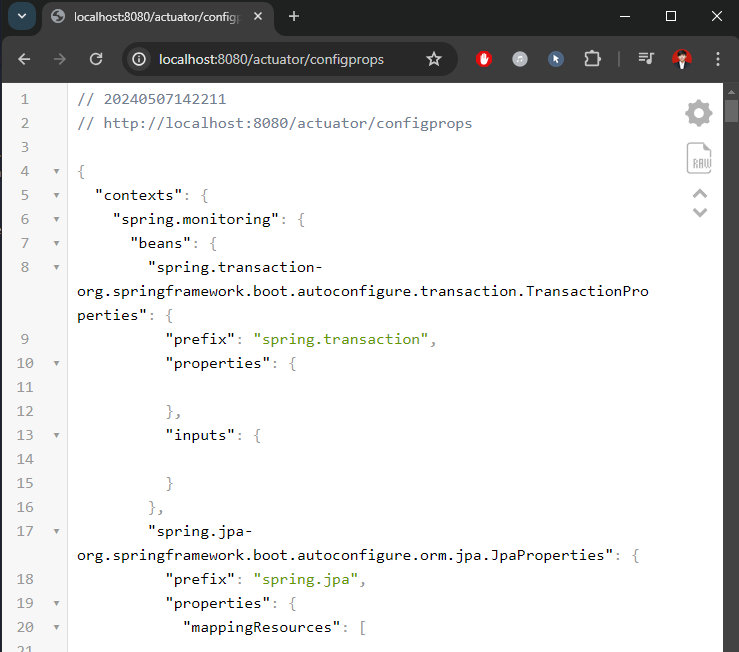 localhost:8080/actuator/config
localhost:8080/actuator/configprops
1 // 20240507142211
2 // http://localhost:8080/actuator/configprops
3
4 {
5 "contexts": {
6 "spring.monitoring": {
7 "beans": {
8 "spring.transaction-
org.springframework.boot.autoconfigure.transaction.TransactionPro
perties": {
9 "prefix": "spring.transaction",
10 "properties": {
11
12 },
13 "inputs": {
14
15 }
16 },
17 "spring.jpa-
org.springframework.boot.autoconfigure.orm.jpa.JpaProperties": {
18 "prefix": "spring.jpa",
19 "properties": {
20 "mappingResources": [
21
RAW